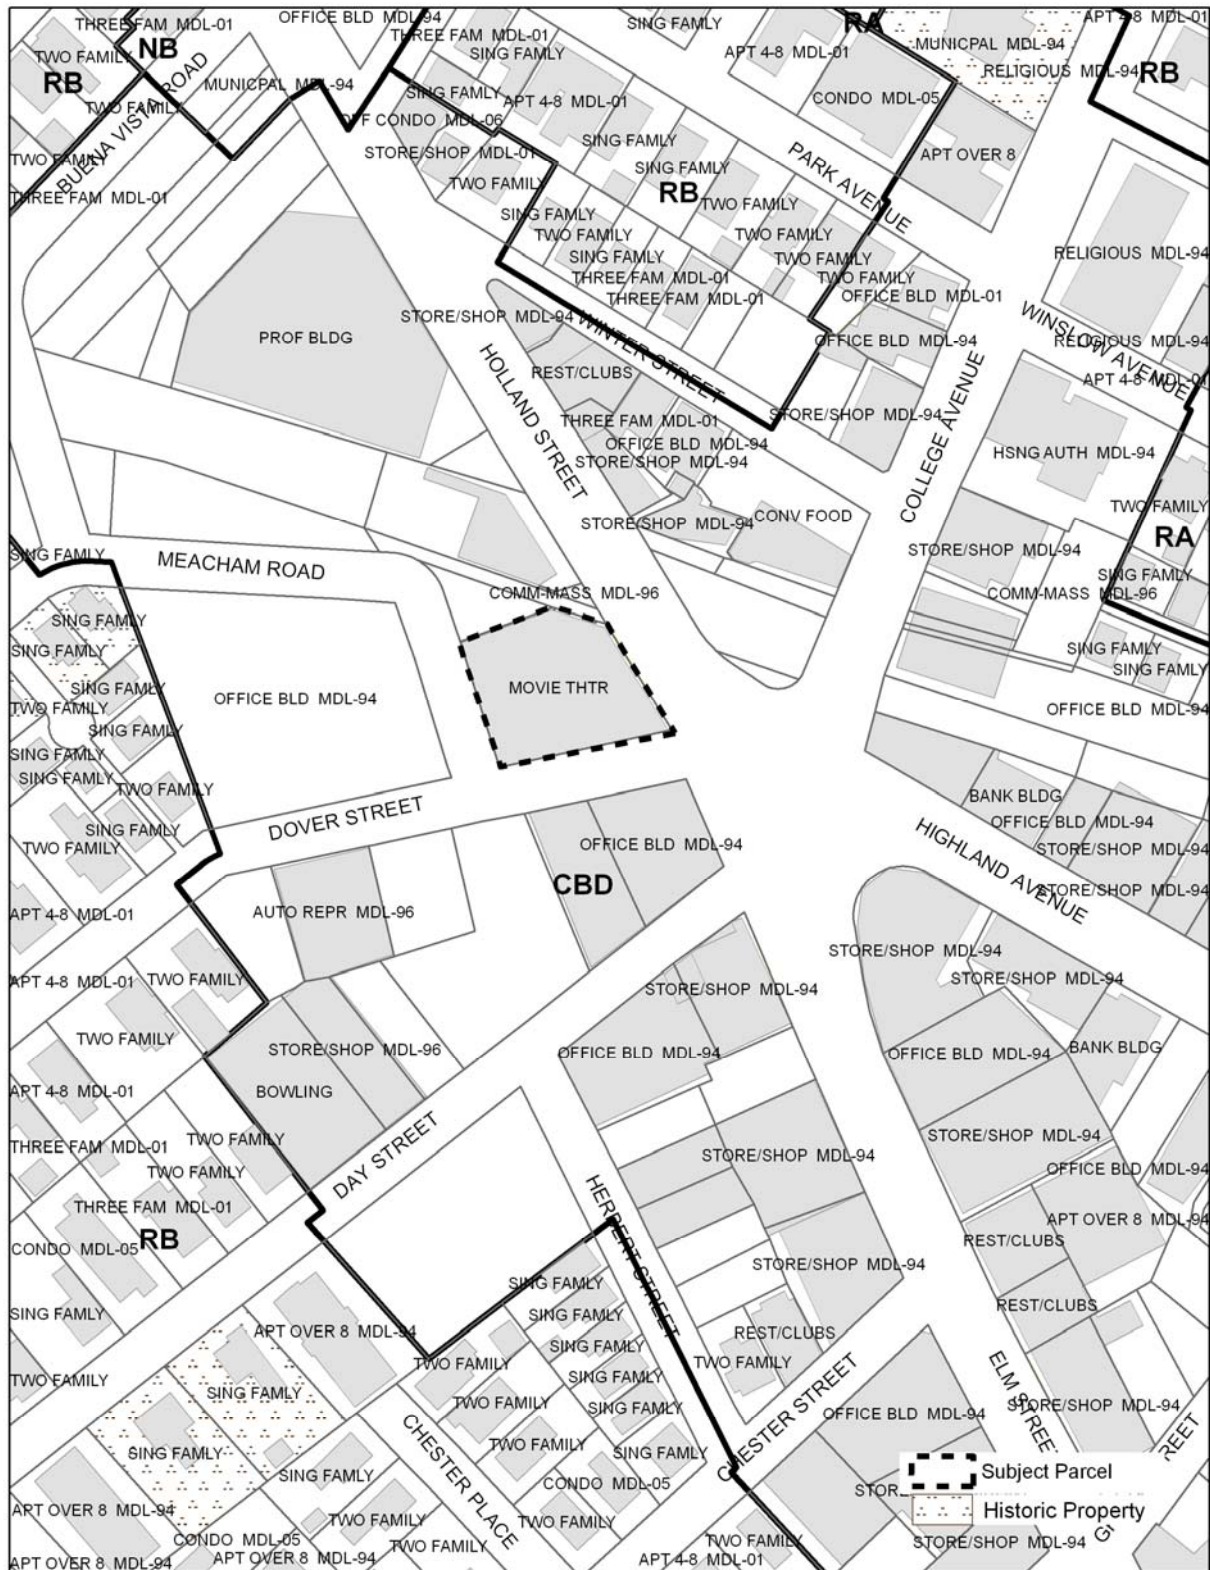 THREE FAM MDL-01
OFFICE BLD MDL-94
THREE FAM MDL-01
SING FAMLY
RA
APT 4-8 MDL-01
TWO FAMILY
NB
SING FAMLY
APT 4-8 MDL-01
MUNICPAL MDL-94
RELIGIOUS MDL-94
RB
RB
MUNICPAL MDL-94
SING FAMLY
APT 4-8 MDL-01
CONDO MDL-05
TWO FAMILY
BUENA VISTA ROAD
OFF CONDO MDL-06
SING FAMLY
PARK AVENUE
APT OVER 8
TWO FAMILY
STORE/SHOP MDL-01
SING FAMLY
THREE FAM MDL-01
TWO FAMILY
RB
TWO FAMILY
SING FAMLY
TWO FAMILY
TWO FAMILY
SING FAMLY
TWO FAMILY
RELIGIOUS MDL-94
THREE FAM MDL-01
TWO FAMILY
THREE FAM MDL-01
OFFICE BLD MDL-01
STORE/SHOP MDL-94
WINTER STREET
WINSLOW AVENUE
PROF BLDG
HOLLAND STREET
OFFICE BLD MDL-94
RELIGIOUS MDL-94
REST/CLUBS
COLLEGE AVENUE
APT 4-8 MDL-01
THREE FAM MDL-01
STORE/SHOP MDL-94
OFFICE BLD MDL-94
STORE/SHOP MDL-94
HSNG AUTH MDL-94
TWO FAMILY
STORE/SHOP MDL-94
CONV FOOD
RA
STORE/SHOP MDL-94
SING FAMLY
MEACHAM ROAD
SING FAMLY
COMM-MASS MDL-96
COMM-MASS MDL-96
SING FAMLY
SING FAMLY
SING FAMLY
SING FAMLY
SING FAMLY
MOVIE THTR
OFFICE BLD MDL-94
TWO FAMILY
OFFICE BLD MDL-94
SING FAMLY
SING FAMLY
SING FAMLY
TWO FAMILY
BANK BLDG
DOVER STREET
HIGHLAND AVENUE
OFFICE BLD MDL-94
SING FAMLY
TWO FAMILY
OFFICE BLD MDL-94
STORE/SHOP MDL-94
CBD
STORE/SHOP MDL-94
APT 4-8 MDL-01
AUTO REPR MDL-96
STORE/SHOP MDL-94
APT 4-8 MDL-01
TWO FAMILY
STORE/SHOP MDL-94
STORE/SHOP MDL-94
TWO FAMILY
STORE/SHOP MDL-96
OFFICE BLD MDL-94
OFFICE BLD MDL-94
BANK BLDG
APT 4-8 MDL-01
BOWLING
THREE FAM MDL-01
TWO FAMILY
DAY STREET
STORE/SHOP MDL-94
STORE/SHOP MDL-94
TWO FAMILY
OFFICE BLD MDL-94
THREE FAM MDL-01
HERBERT STREET
APT OVER 8 MDL-94
CONDO MDL-05
RB
REST/CLUBS
SING FAMLY
STORE/SHOP MDL-94
SING FAMLY
SING FAMLY
REST/CLUBS
APT OVER 8 MDL-94
SING FAMLY
REST/CLUBS
TWO FAMILY
TWO FAMILY
TWO FAMILY
SING FAMLY
ELM STREET
SING FAMLY
TWO FAMILY
SING FAMLY
CHESTER STREET
STORE/SHOP MDL-94
OFFICE BLD MDL-94
SING FAMLY
CHESTER PLACE
TWO FAMILY
SING FAMLY
SING FAMLY
CONDO MDL-05
Subject Parcel
STOR
REET
APT OVER 8 MDL-94
TWO FAMILY
TWO FAMILY
Historic Property
CONDO MDL-05
TWO FAMILY
TWO FAMILY
STORE/SHOP MDL-94
APT OVER 8 MDL-94
APT OVER 8 MDL-94
APT 4-8 MDL-01